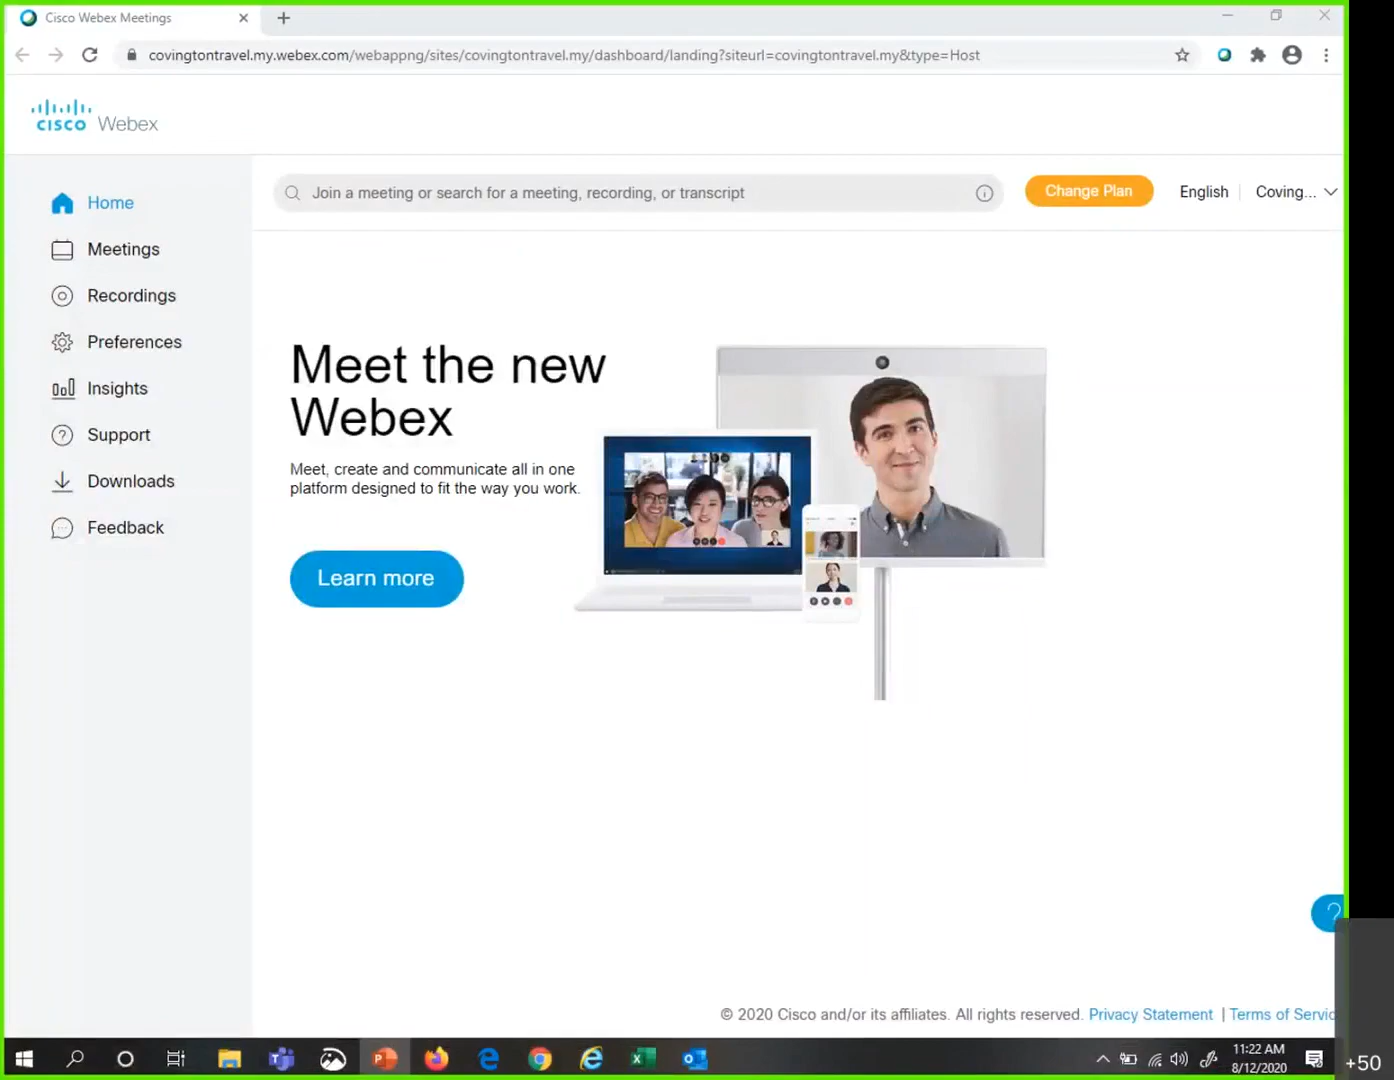 Cisco Webex Meetings
covingtontravel.my.webex.com/webappng/sites/covingtontravel.my/dashboard/landing?siteurl=covingtontravel.my&type=Host
CISCO Webex
Join a meeting or search for a meeting, recording, or transcript
Change Plan
English
Coving...
Home
Meetings
Recordings
Preferences
Insights
Support
Downloads
Feedback
Meet the new
Webex
Meet, create and communicate all in one
platform designed to fit the way you work.
Learn more
?
© 2020 Cisco and/or its affiliates. All rights reserved. Privacy Statement | Terms of Servic
11:22 AM
8/12/2020
+50